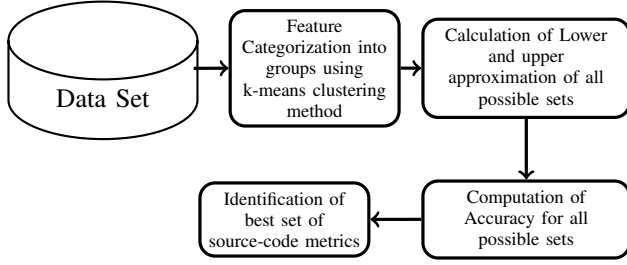 Data Set
Feature
Categorization into
groups using
k-means clustering
method
Calculation of Lower
and upper
approximation of all
possible sets
Computation of
Accuracy for all
possible sets
Identification of
best set of
source-code metrics